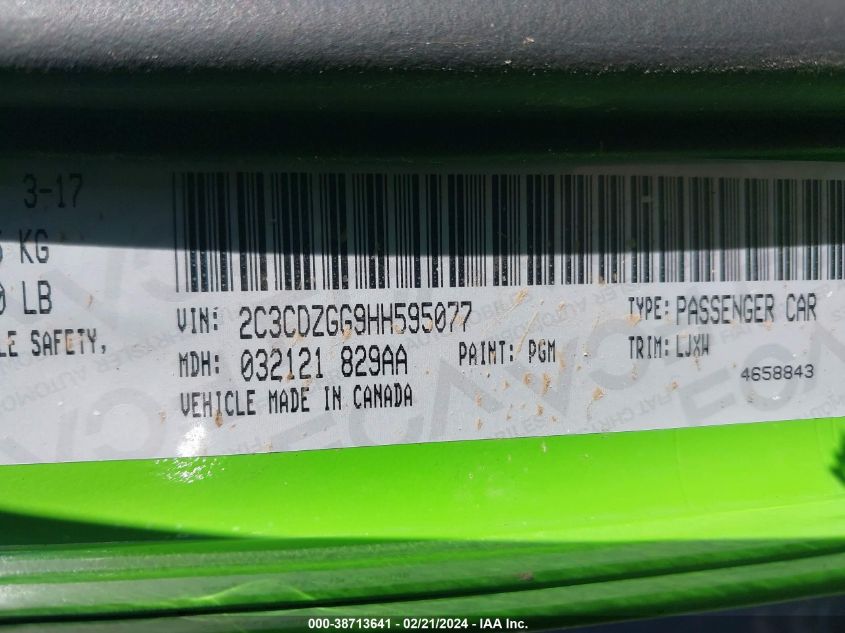 3-17
KG
LB
LE SAFETY,
VIN: 2C3CDZGG9HH595077
TYPE: PASSENGER CAR
MDH: 032121 829AA
PAINT: PGM
TRIM: LJXW
VEHICLE MADE IN CANADA
4658843
000-38713641 - 02/21/2024 - IAA Inc.